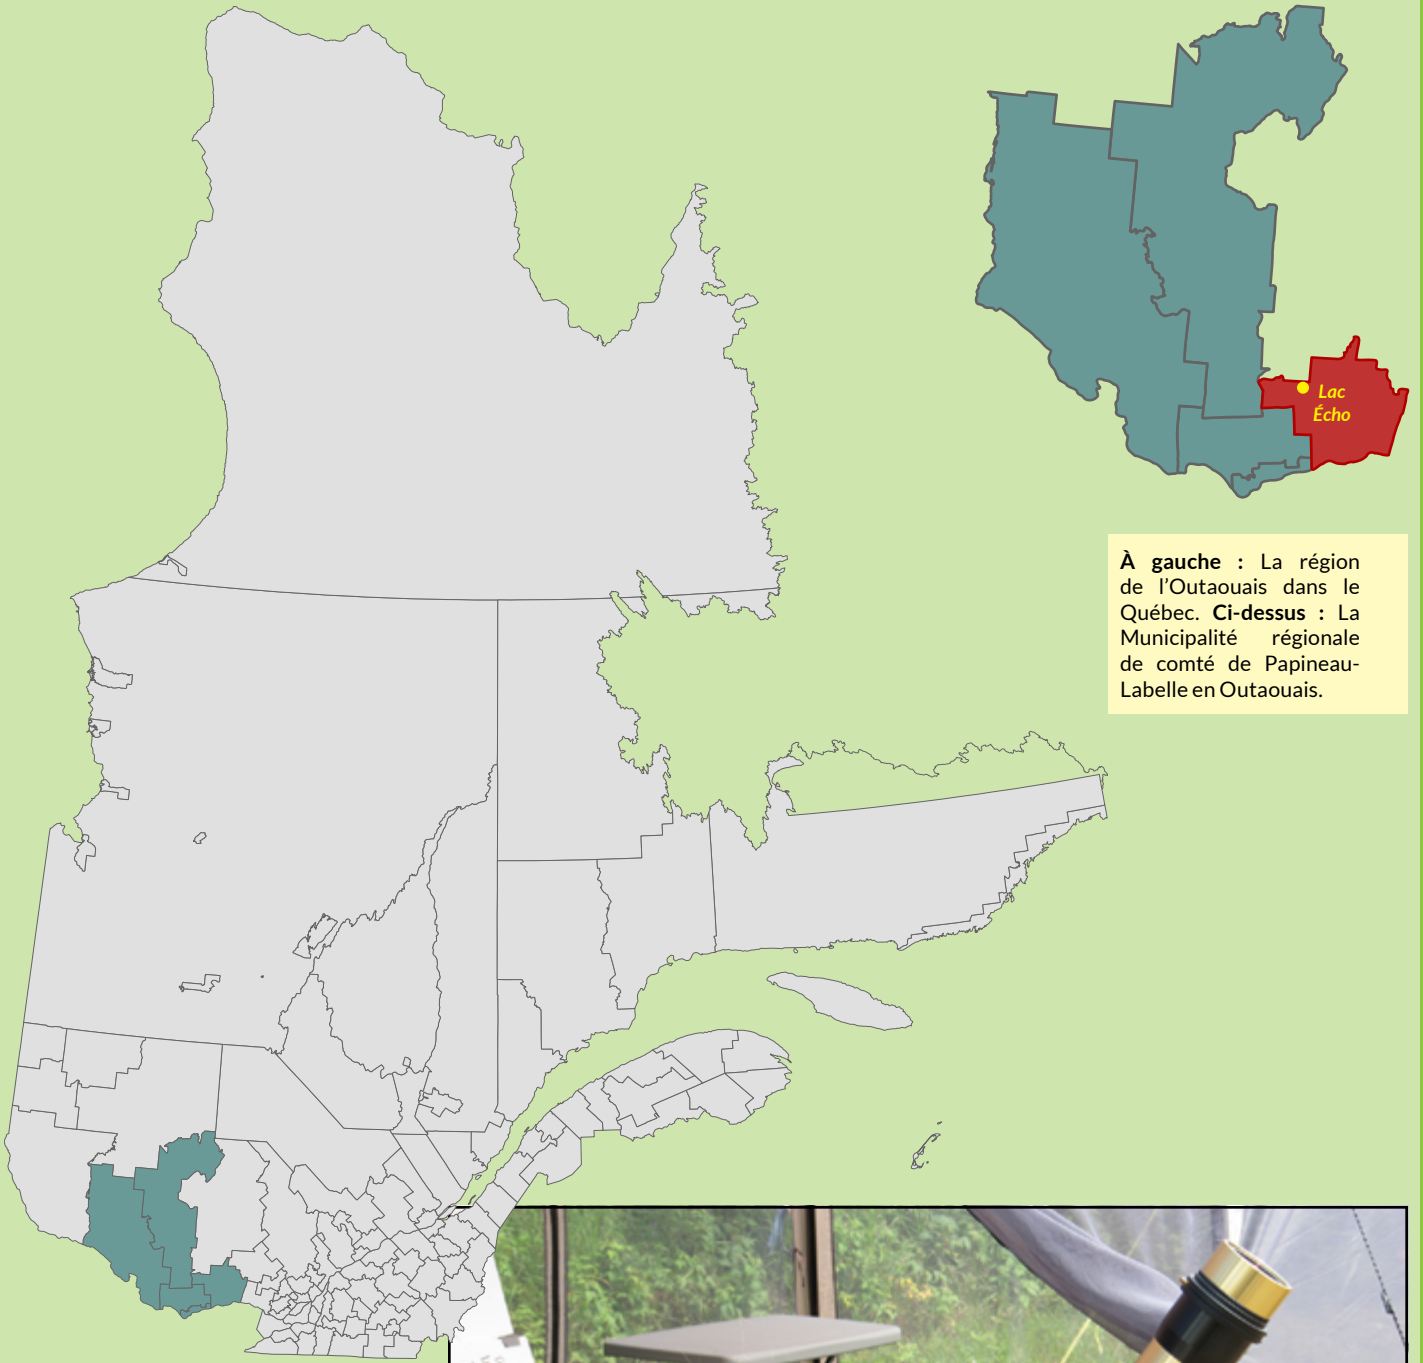 Lac
Écho
À gauche : La région
de l’Outaouais dans le
Québec. Ci-dessus : La
Municipalité régionale
de comté de Papineau-
Labelle en Outaouais.